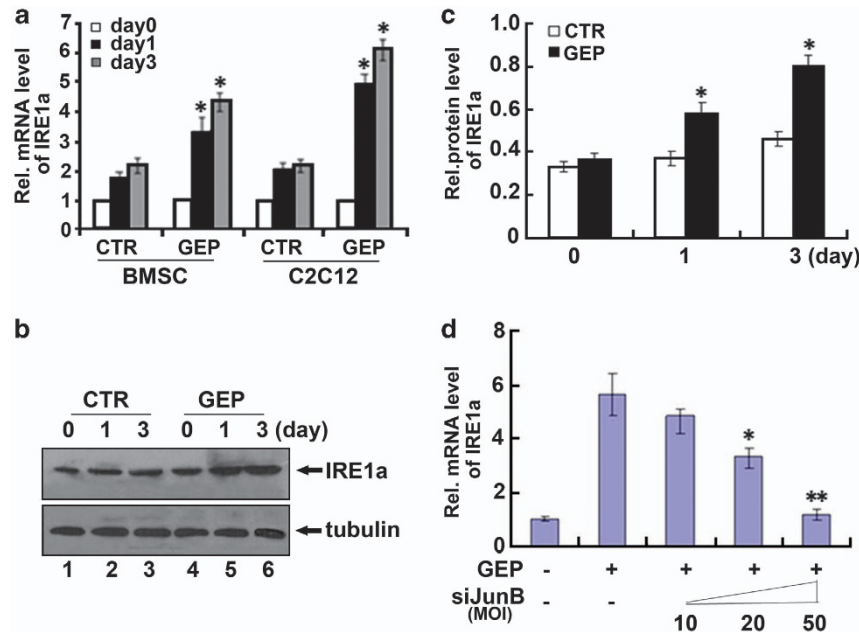 a
day0
day1
day3
Rel. mRNA level
of IRE1a
7
6
5
4
3
2
1
0
* * * *
CTR GEP CTR GEP
BMSC C2C12
b
CTR GEP
0 1 3 0 1 3 (day)
IRE1a
tubulin
1 2 3 4 5 6
c
CTR
GEP
Rel.protein level
of IRE1a
1.0
0.8
0.6
0.4
0.2
0
* *
0 1 3 (day)
d
Rel. mRNA level
of IRE1a
8
6
4
2
0
* **
GEP - + + + +
siJunB - -
(MOI) 10 20 50